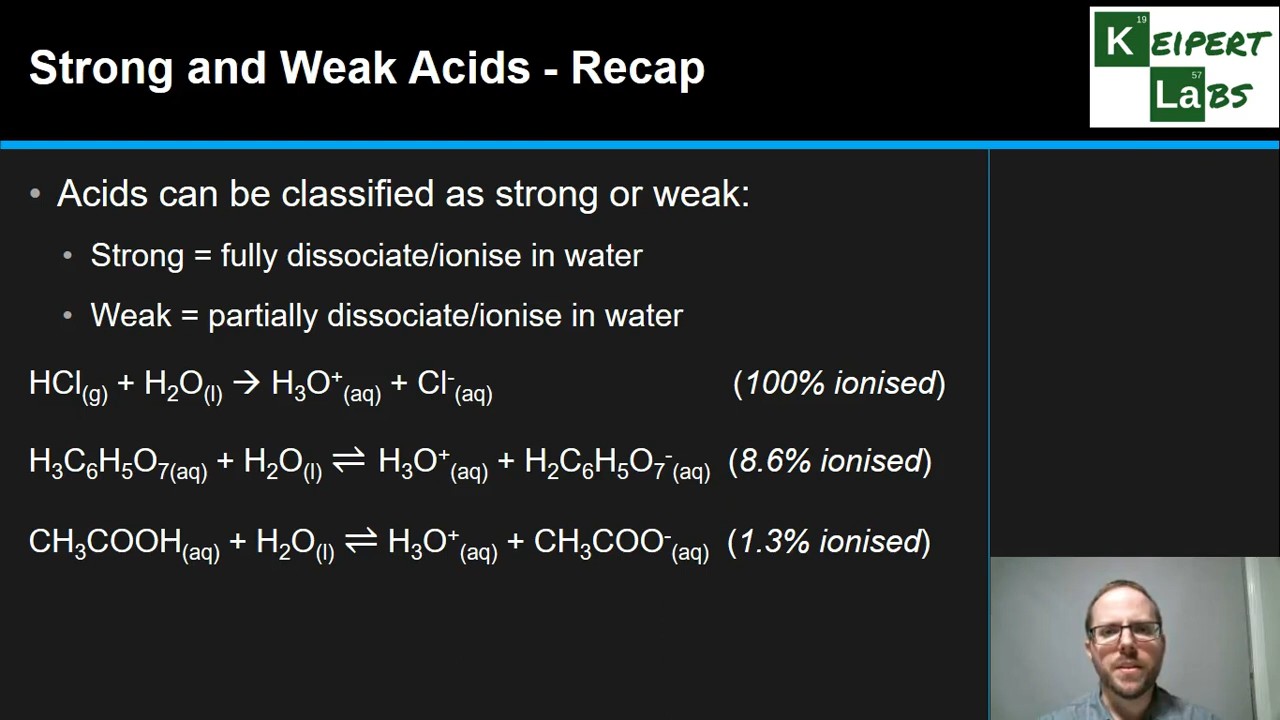 Strong and Weak Acids - Recap
19
KEIPERT
57
LaBS
• Acids can be classified as strong or weak:
• Strong = fully dissociate/ionise in water
• Weak = partially dissociate/ionise in water
HCl(g) + H₂O(l) → H₃O⁺(aq) + Cl⁻(aq) (100% ionised)
H₃C₆H₅O₇(aq) + H₂O(l) ⇌ H₃O⁺(aq) + H₂C₆H₅O₇⁻(aq) (8.6% ionised)
CH₃COOH(aq) + H₂O(l) ⇌ H₃O⁺(aq) + CH₃COO⁻(aq) (1.3% ionised)